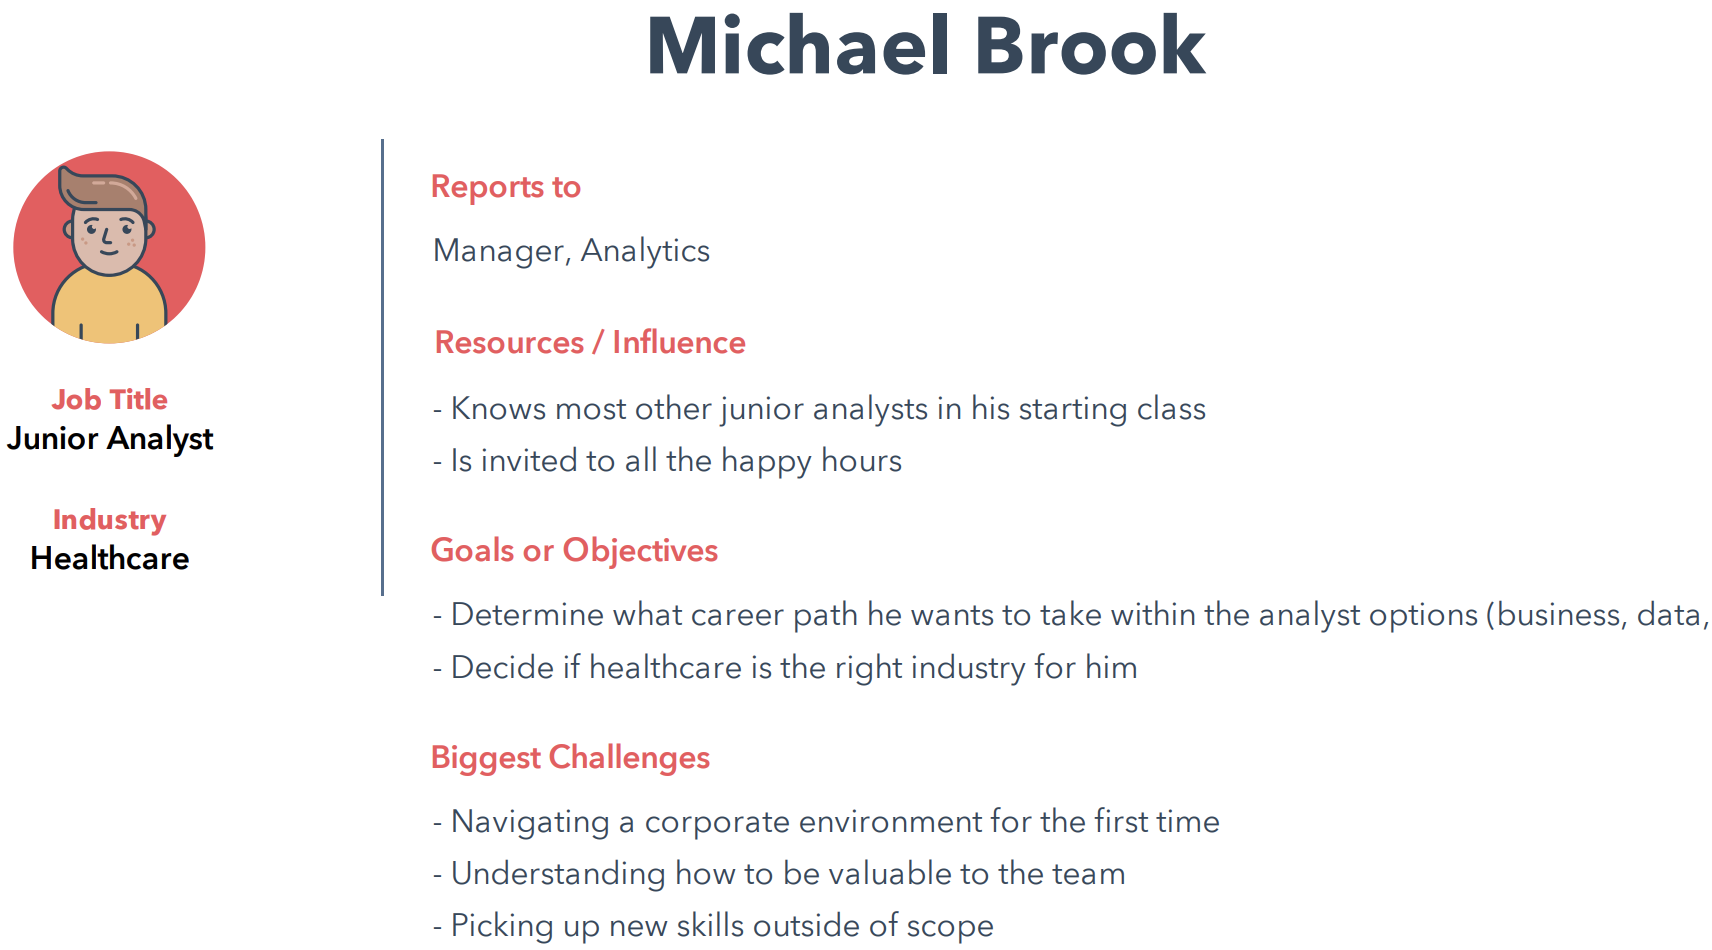 Michael Brook
Job Title
Junior Analyst
Industry
Healthcare
Reports to
Manager, Analytics
Resources / Influence
- Knows most other junior analysts in his starting class
- Is invited to all the happy hours
Goals or Objectives
- Determine what career path he wants to take within the analyst options (business, data,
- Decide if healthcare is the right industry for him
Biggest Challenges
- Navigating a corporate environment for the first time
- Understanding how to be valuable to the team
- Picking up new skills outside of scope